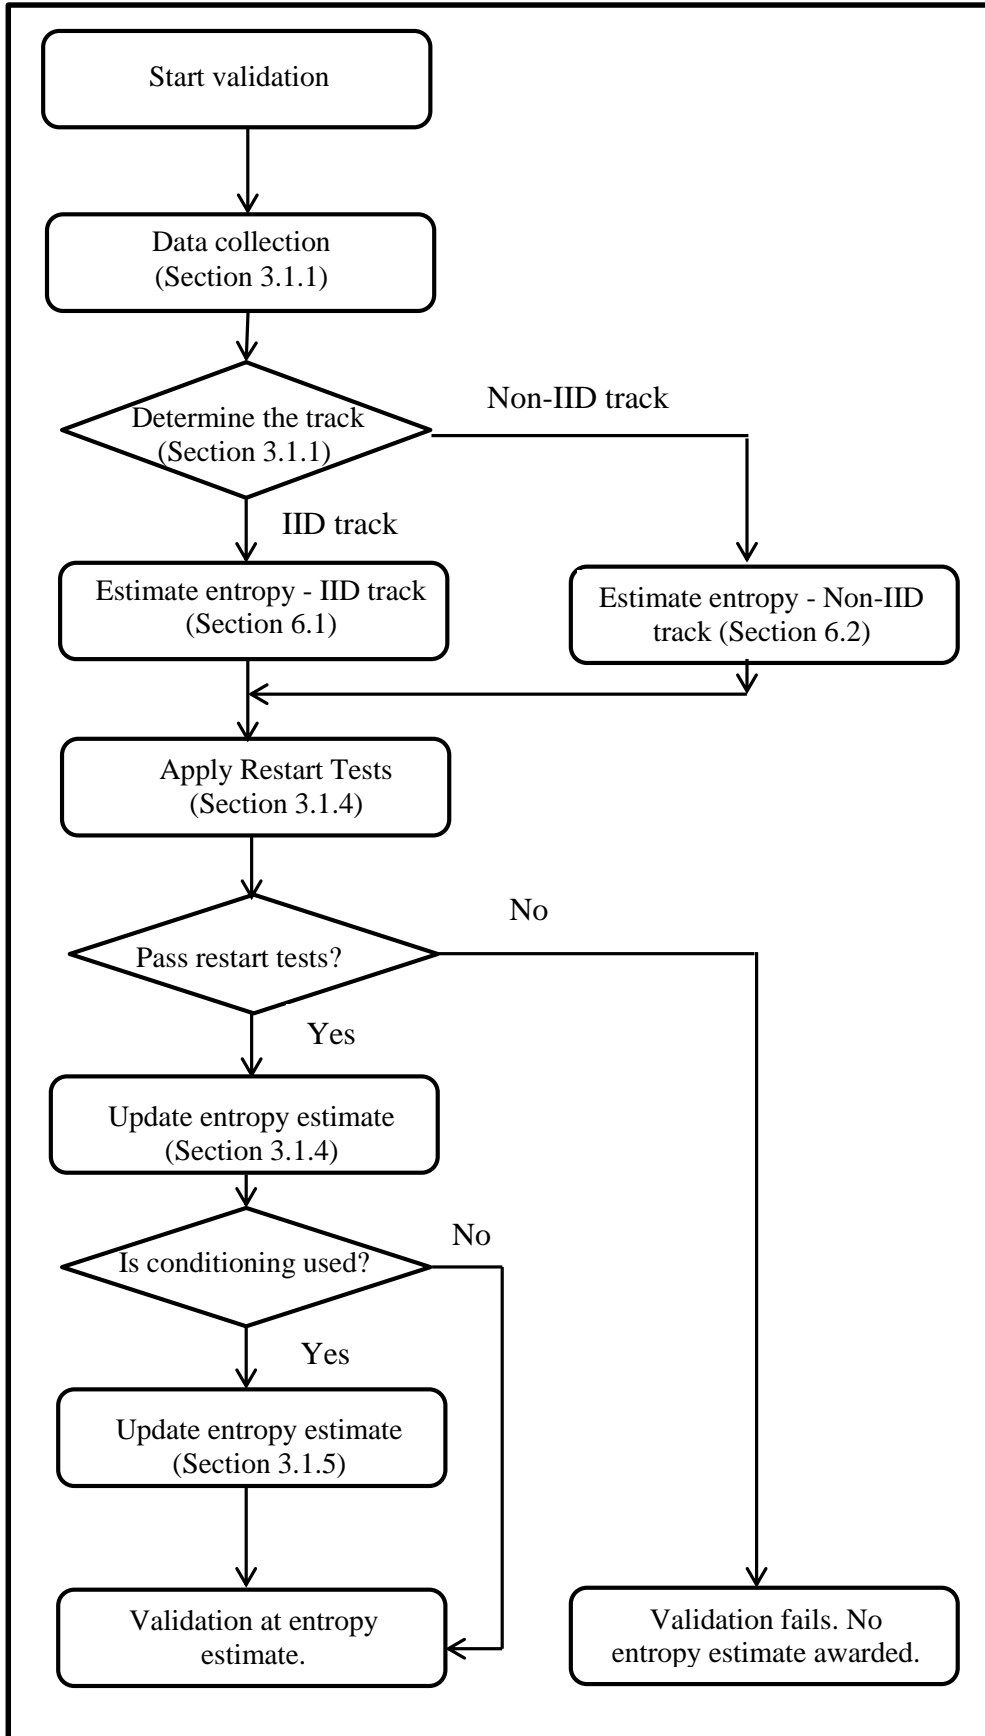 Start validation
Data collection
(Section 3.1.1)
Determine the track
(Section 3.1.1)
Non-IID track
IID track
Estimate entropy - IID track
(Section 6.1)
Estimate entropy - Non-IID
track (Section 6.2)
Apply Restart Tests
(Section 3.1.4)
Pass restart tests?
No
Yes
Update entropy estimate
(Section 3.1.4)
Is conditioning used?
No
Yes
Update entropy estimate
(Section 3.1.5)
Validation at entropy
estimate.
Validation fails. No
entropy estimate awarded.